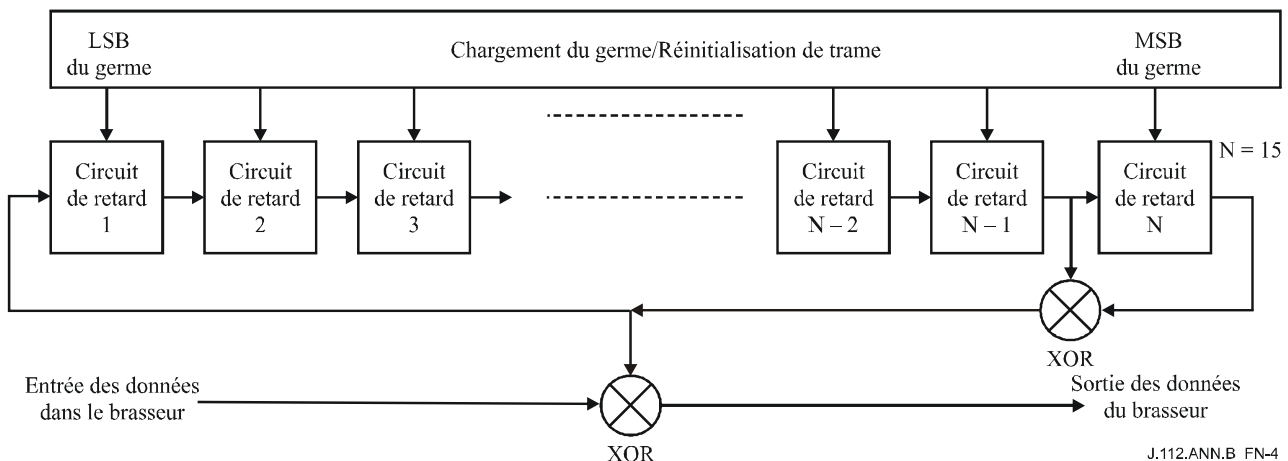 LSB
du germe
Chargement du germe/Réinitialisation de trame
MSB
du germe
Circuit
de retard
1
Circuit
de retard
2
Circuit
de retard
3
Circuit
de retard
N – 2
Circuit
de retard
N – 1
Circuit
de retard
N
N = 15
XOR
Entrée des données
dans le brasseur
XOR
Sortie des données
du brasseur
J.112.ANN.B_FN-4